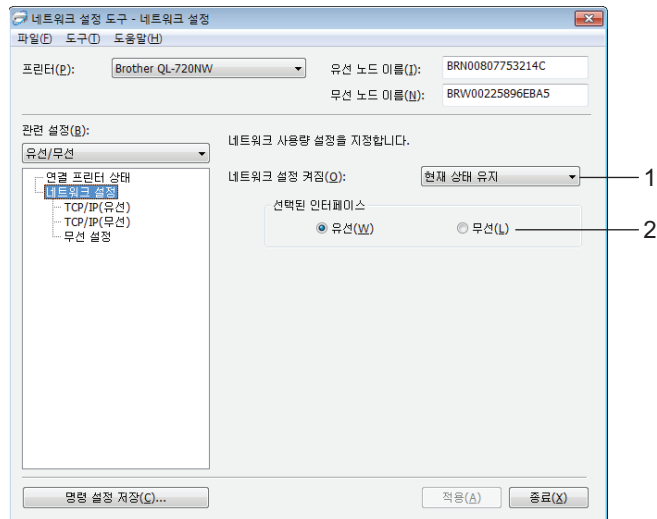 네트워크 설정 도구 - 네트워크 설정
파일(F) 도구(T) 도움말(H)
프린터(P): Brother QL-720NW 유선 노드 이름(I): BRN00807753214C
무선 노드 이름(N): BRW00225896EBA5
관련 설정(B):
유선/무선
네트워크 사용량 설정을 지정합니다.
연결 프린터 상태
네트워크 설정
TCP/IP(유선)
TCP/IP(무선)
무선 설정
네트워크 설정 켜짐(O): 현재 상태 유지 1
선택된 인터페이스
유선(W) 무선(L) 2
명령 설정 저장(C)... 적용(A) 종료(X)